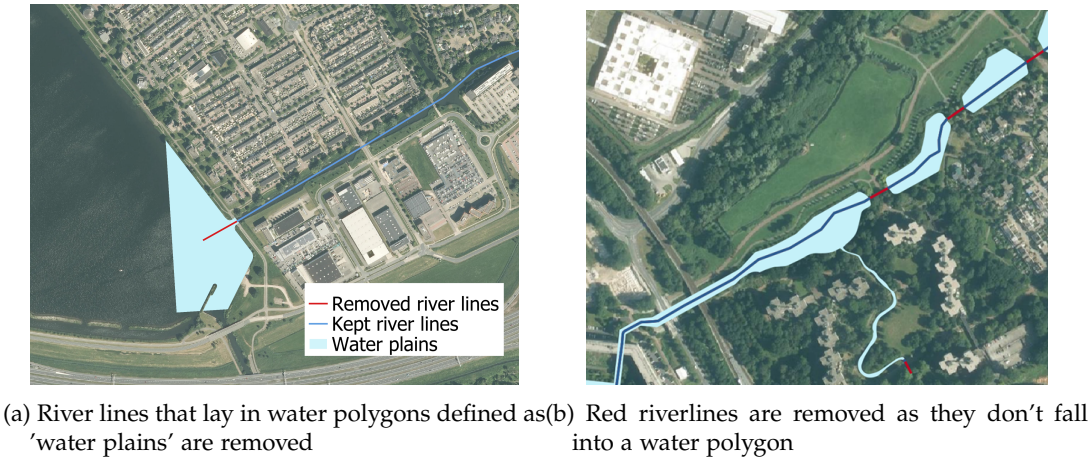 Removed river lines
Kept river lines
Water plains
(a) River lines that lay in water polygons defined as
'water plains' are removed
(b) Red riverlines are removed as they don't fall
into a water polygon